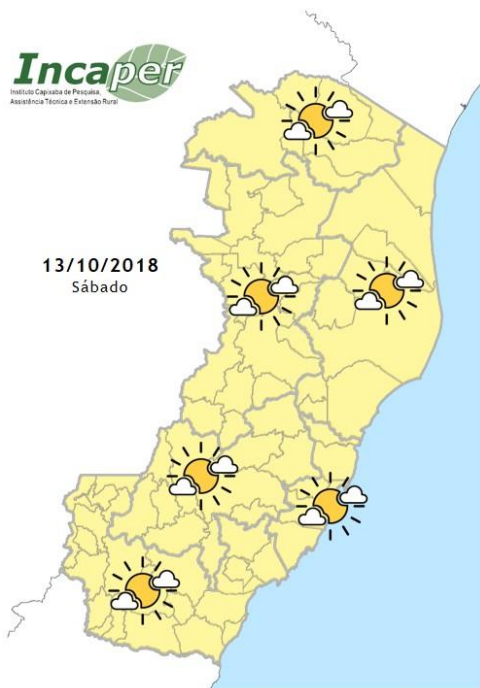 Incaper
Instituto Capixaba de Pesquisa,
Assistência Técnica e Extensão Rural
13/10/2018
Sábado